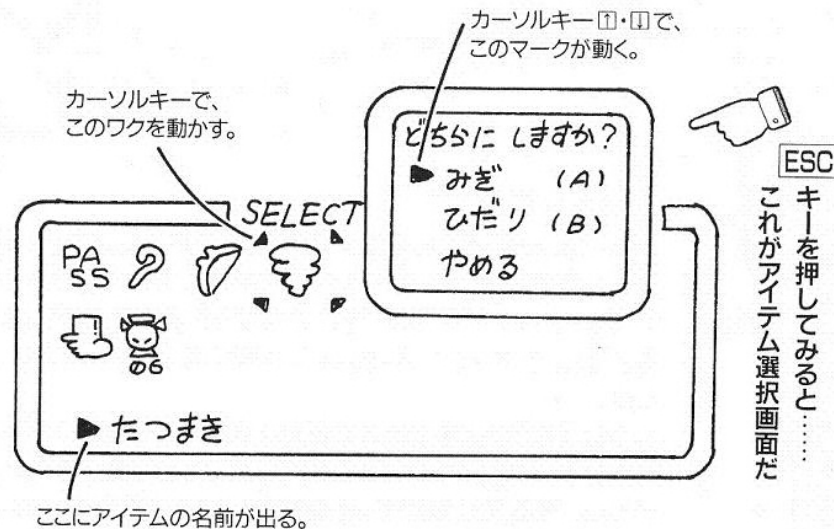 カーソルキー↑・↓で、
このマークが動く。
カーソルキーで、
このワクを動かす。
どちらに しますか?
▶ みぎ (A)
ひだり (B)
やめる
SELECT
PA
SS
06
▶ たつまき
ここにアイテムの名前が出る。
ESC
キーを押してみると……
これがアイテム選択画面だ